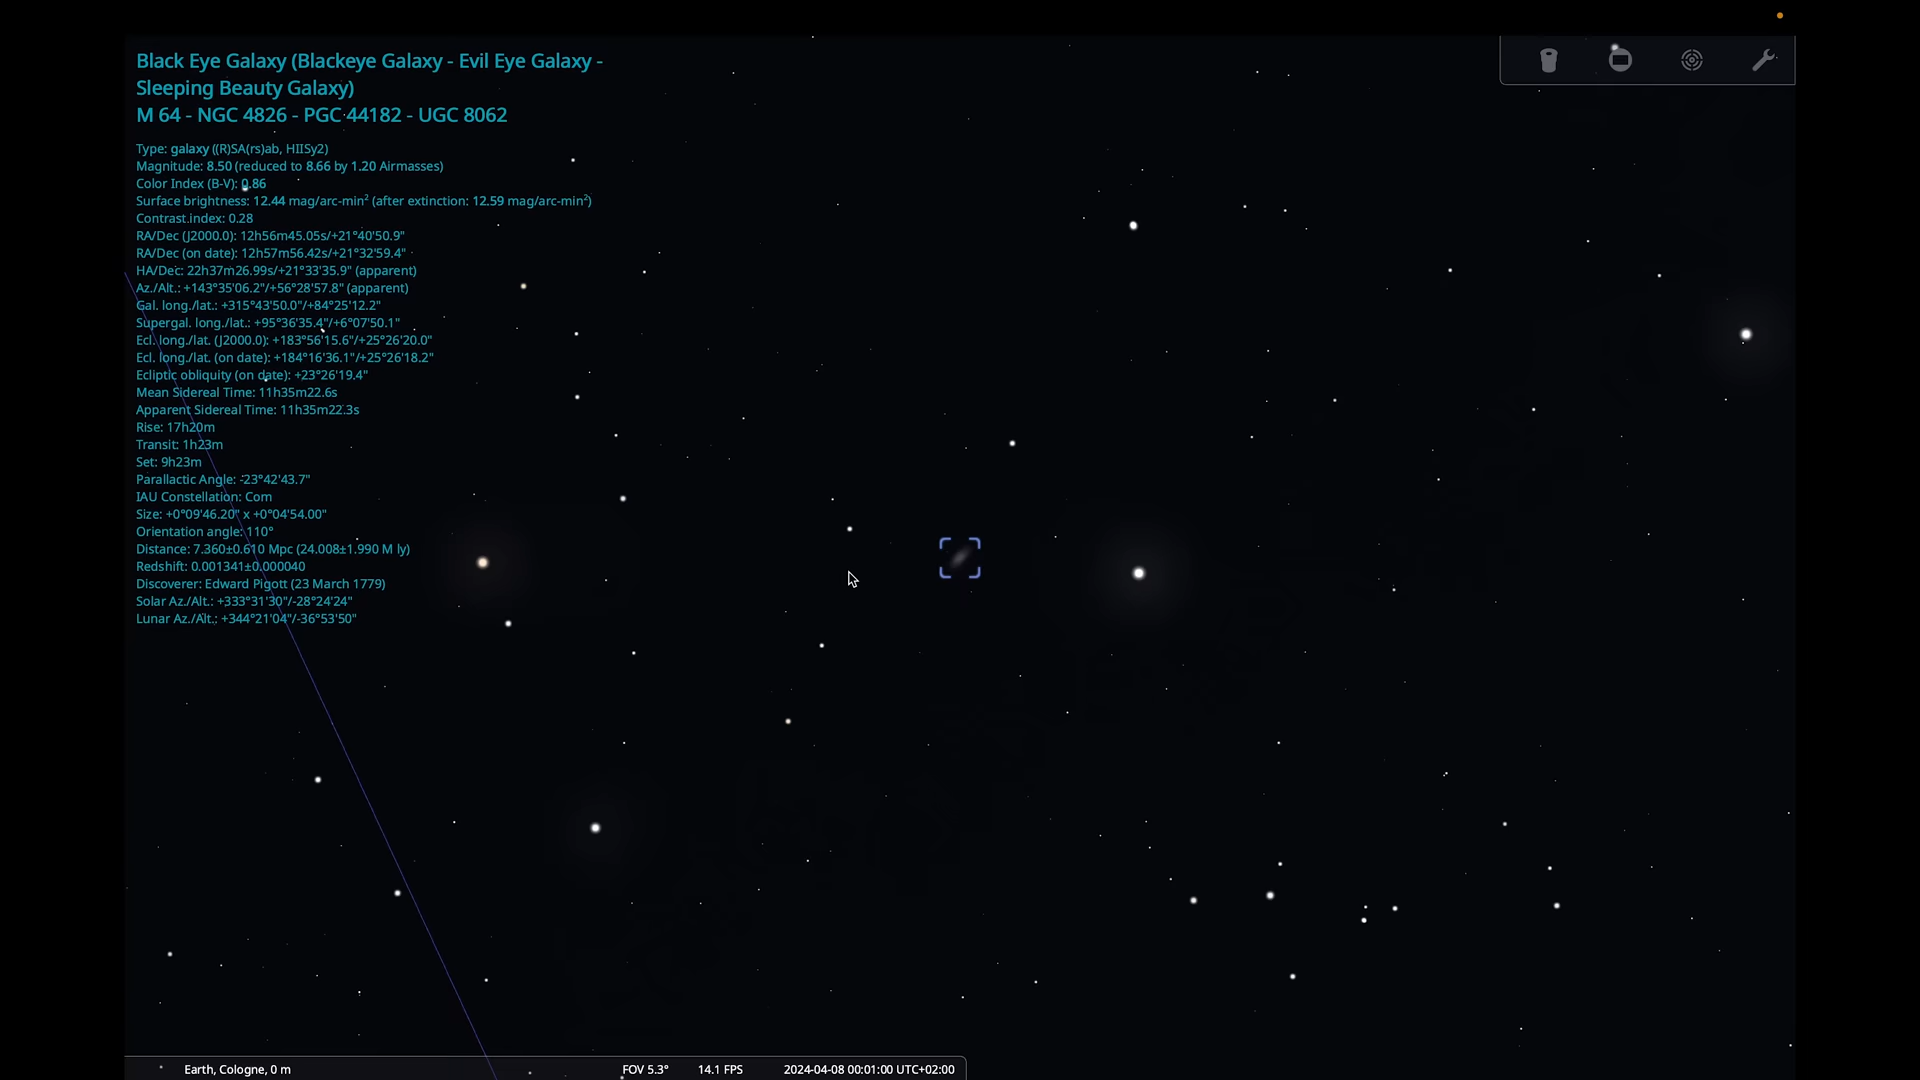 Black Eye Galaxy (Blackeye Galaxy - Evil Eye Galaxy -
Sleeping Beauty Galaxy)
M 64 - NGC 4826 - PGC 44182 - UGC 8062
Type: galaxy ((R)SA(rs)ab, HIISy2)
Magnitude: 8.50 (reduced to 8.66 by 1.20 Airmasses)
Color Index (B-V): 0.86
Surface brightness: 12.44 mag/arc-min² (after extinction: 12.59 mag/arc-min²)
Contrast index: 0.28
RA/Dec (J2000.0): 12h56m45.05s/+21°40'50.9"
RA/Dec (on date): 12h57m56.42s/+21°32'59.4"
HA/Dec: 22h37m26.99s/+21°33'35.9" (apparent)
Az./Alt.: +143°35'06.2"/+56°28'57.8" (apparent)
Gal. long./lat.: +315°43'50.0"/+84°25'12.2"
Supergal. long./lat.: +95°36'35.4"/+6°07'50.1"
Ecl. long./lat. (J2000.0): +183°56'15.6"/+25°26'20.0"
Ecl. long./lat. (on date): +184°16'36.1"/+25°26'18.2"
Ecliptic obliquity (on date): +23°26'19.4"
Mean Sidereal Time: 11h35m22.6s
Apparent Sidereal Time: 11h35m22.3s
Rise: 17h20m
Transit: 1h23m
Set: 9h23m
Parallactic Angle: -23°42'43.7"
IAU Constellation: Com
Size: +0°09'46.20" x +0°04'54.00"
Orientation angle: 110°
Distance: 7.360±0.610 Mpc (24.008±1.990 M ly)
Redshift: 0.001341±0.000040
Discoverer: Edward Pigott (23 March 1779)
Solar Az./Alt.: +333°31'30"/-28°24'24"
Lunar Az./Alt.: +344°21'04"/-36°53'50"
Earth, Cologne, 0 m FOV 5.3° 14.1 FPS 2024-04-08 00:01:00 UTC+02:00